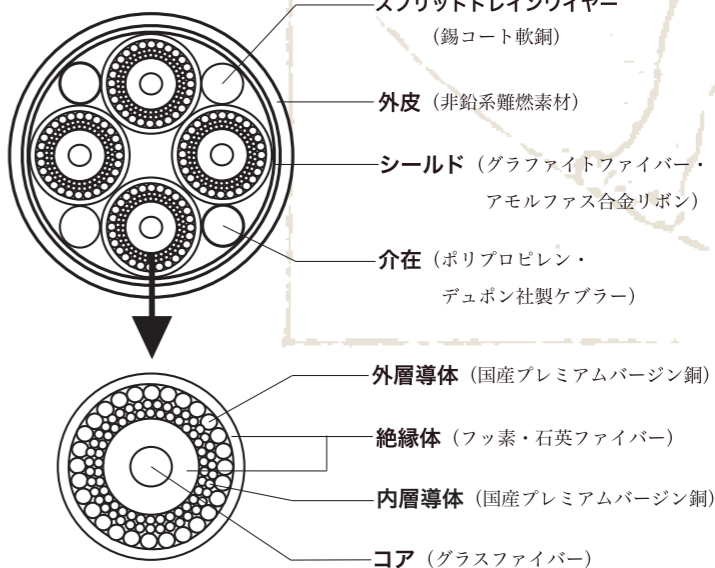 スプリットドレインワイヤー
（錫コート軟銅）
外皮（非鉛系難燃素材）
シールド（グラファイトファイバー・
アモルファス合金リボン）
介在（ポリプロピレン・
デュポン社製ケブラー）
外層導体（国産プレミアムバージン銅）
絶縁体（フッ素・石英ファイバー）
内層導体（国産プレミアムバージン銅）
コア（グラスファイバー）